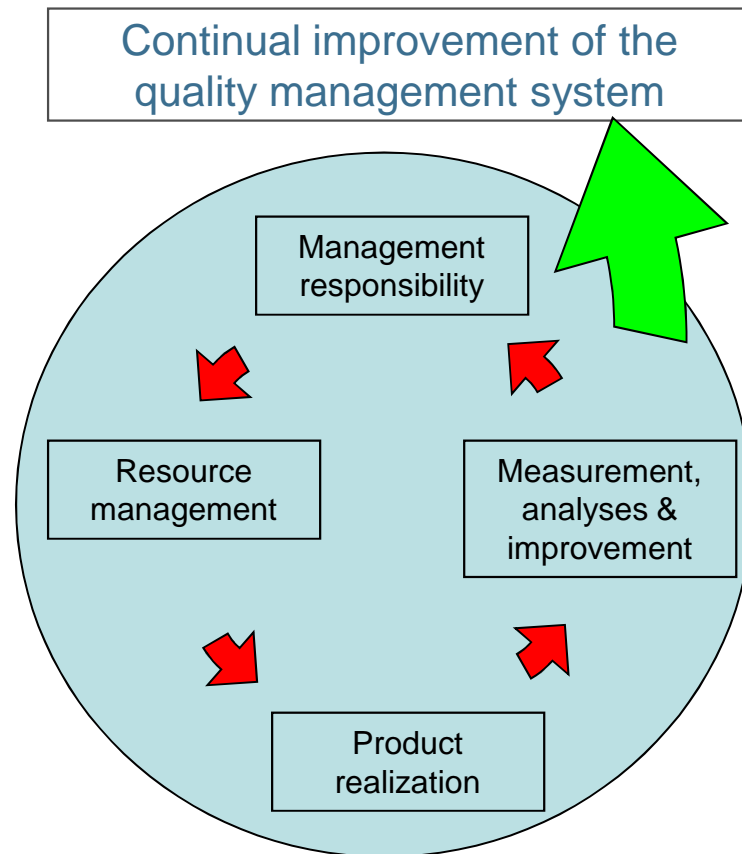 Continual improvement of the
quality management system
Management
responsibility
Resource
management
Measurement,
analyses &
improvement
Product
realization